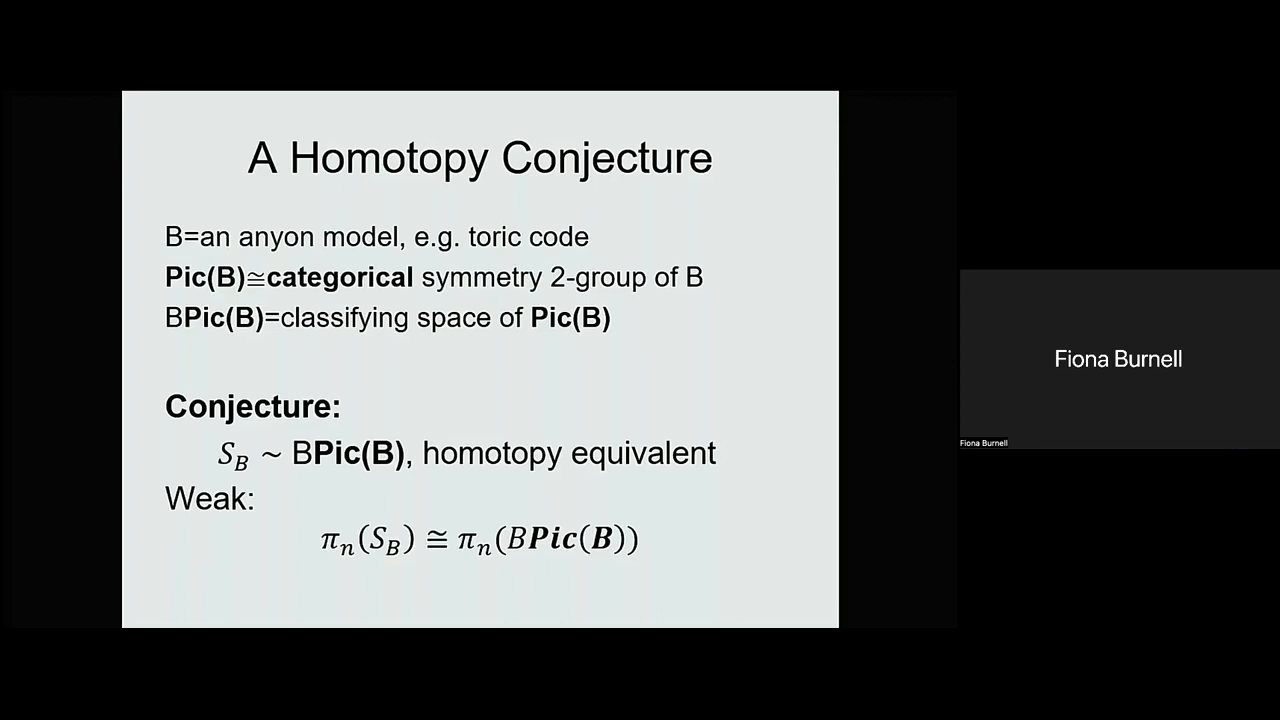 A Homotopy Conjecture
B=an anyon model, e.g. toric code
Pic(B)≅categorical symmetry 2-group of B
BPic(B)=classifying space of Pic(B)
Conjecture:
S_B ~ BPic(B), homotopy equivalent
Weak:
π_n(S_B) ≅ π_n(BPic(B))
Fiona Burnell
Fiona Burnell